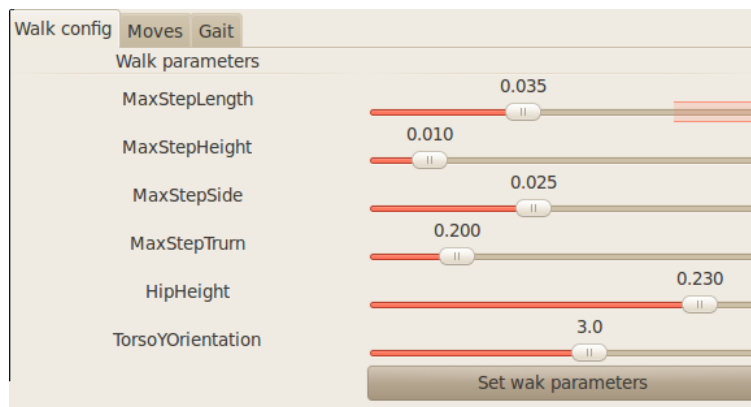 Walk config Moves Gait
Walk parameters
0.035
MaxStepLength
0.010
MaxStepHeight
0.025
MaxStepSide
0.200
MaxStepTrurn
0.230
HipHeight
3.0
TorsoYOrientation
Set wak parameters